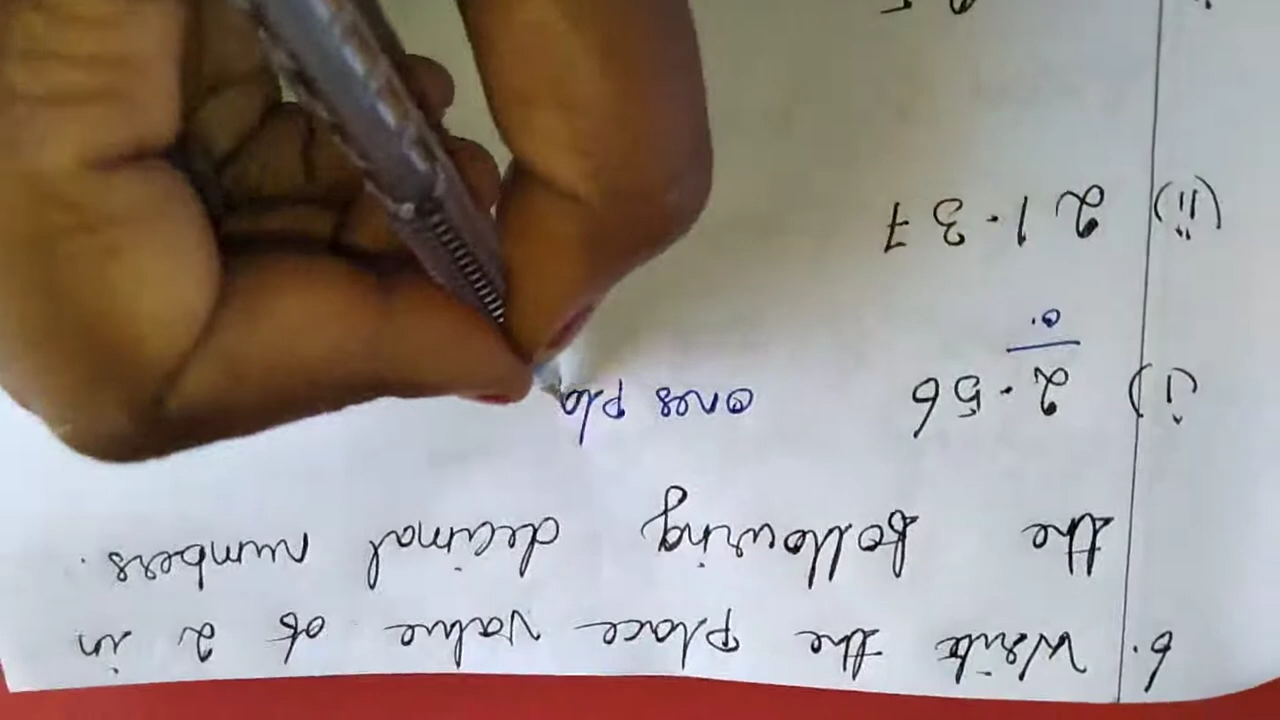 6. Write the place value of 2 in
the following decimal numbers.
i) 2.56 ones pla
o.
(ii) 21.37